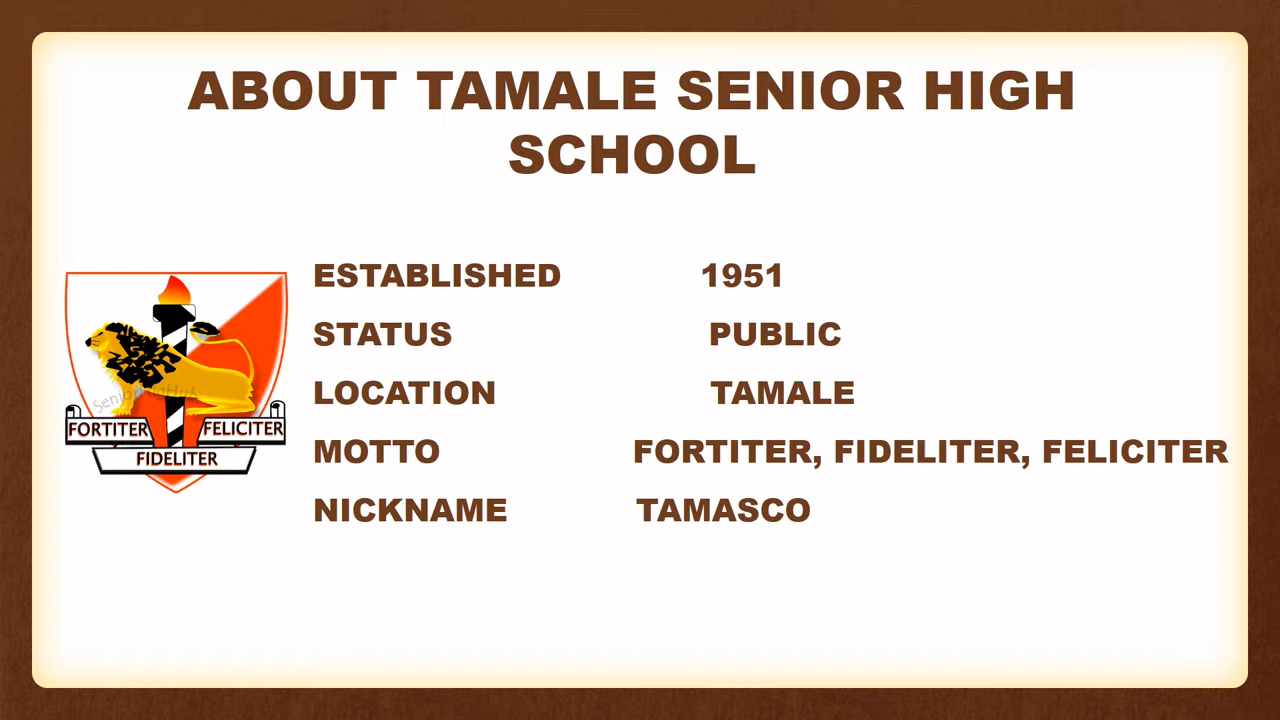 ABOUT TAMALE SENIOR HIGH
SCHOOL
ESTABLISHED 1951
STATUS PUBLIC
LOCATION TAMALE
MOTTO FORTITER, FIDELITER, FELICITER
NICKNAME TAMASCO
FORTITER FELICITER
FIDELITER